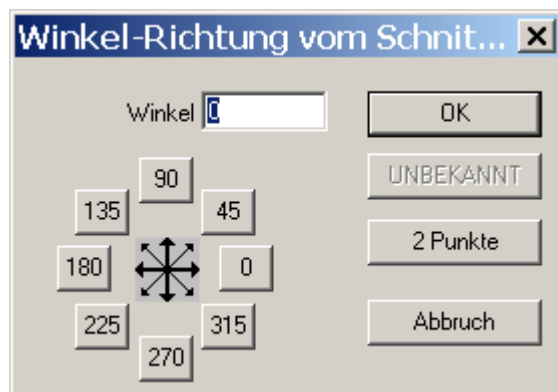 Winkel-Richtung vom Schnit...
Winkel 0
OK
UNBEKANNT
2 Punkte
Abbruch
90
135
45
180
0
225
315
270